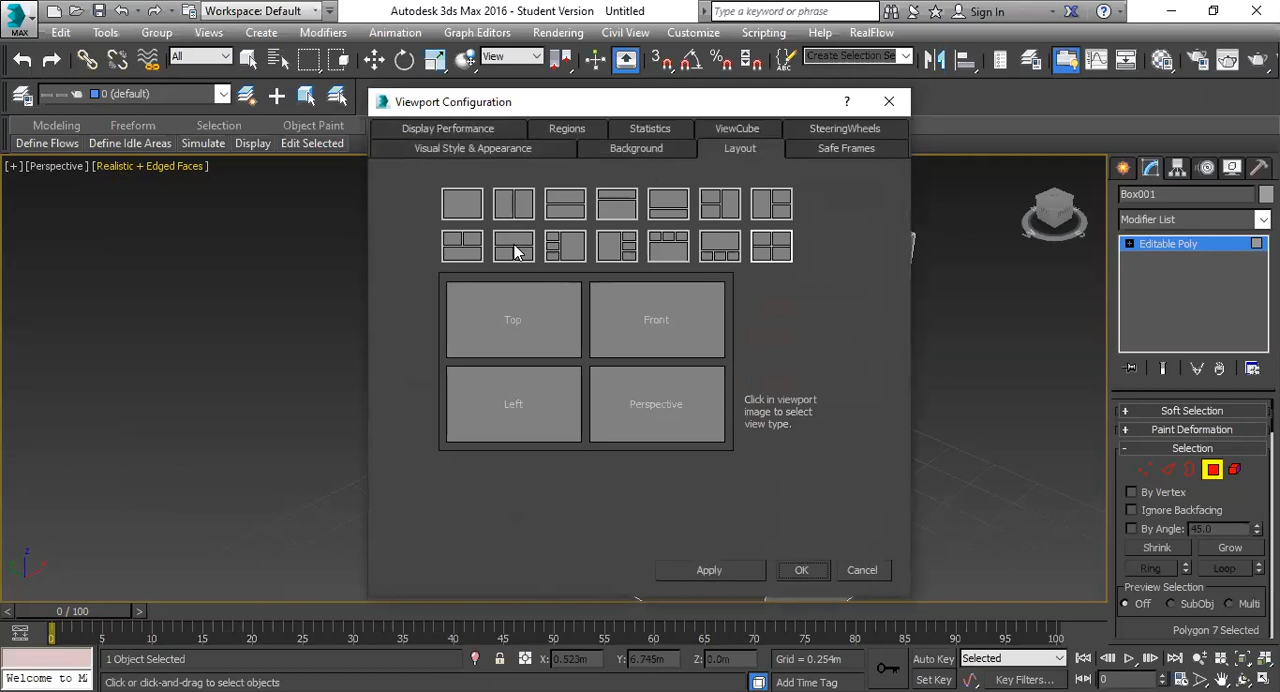 Workspace: Default
Autodesk 3ds Max 2016 - Student Version Untitled
Type a keyword or phrase
Sign In
MAX
Edit Tools Group Views Create Modifiers Animation Graph Editors Rendering Civil View Customize Scripting Help RealFlow
All
View
3
Create Selection Se
0 (default)
Modeling Freeform Selection Object Paint
Define Flows Define Idle Areas Simulate Display Edit Selected
[+] [Perspective] [Realistic + Edged Faces]
Viewport Configuration
?
Display Performance Regions Statistics ViewCube SteeringWheels
Visual Style & Appearance Background Layout Safe Frames
Top
Front
Left
Perspective
Click in viewport
image to select
view type.
Apply OK Cancel
z
Box001
Modifier List
Editable Poly
+ Soft Selection
+ Paint Deformation
- Selection
By Vertex
Ignore Backfacing
By Angle: 45.0
Shrink Grow
Ring Loop
Preview Selection
Off SubObj Multi
Polygon 7 Selected
< 0 / 100 >
0 5 10 15 20 25 30 35 40 45 50 55 60 65 70 75 80 85 90 95 100
1 Object Selected
X: 0.523m Y: 6.745m Z: 0.0m
Grid = 0.254m
Auto Key Selected
Welcome to M
Click or click-and-drag to select objects
Add Time Tag
Set Key Key Filters...
0